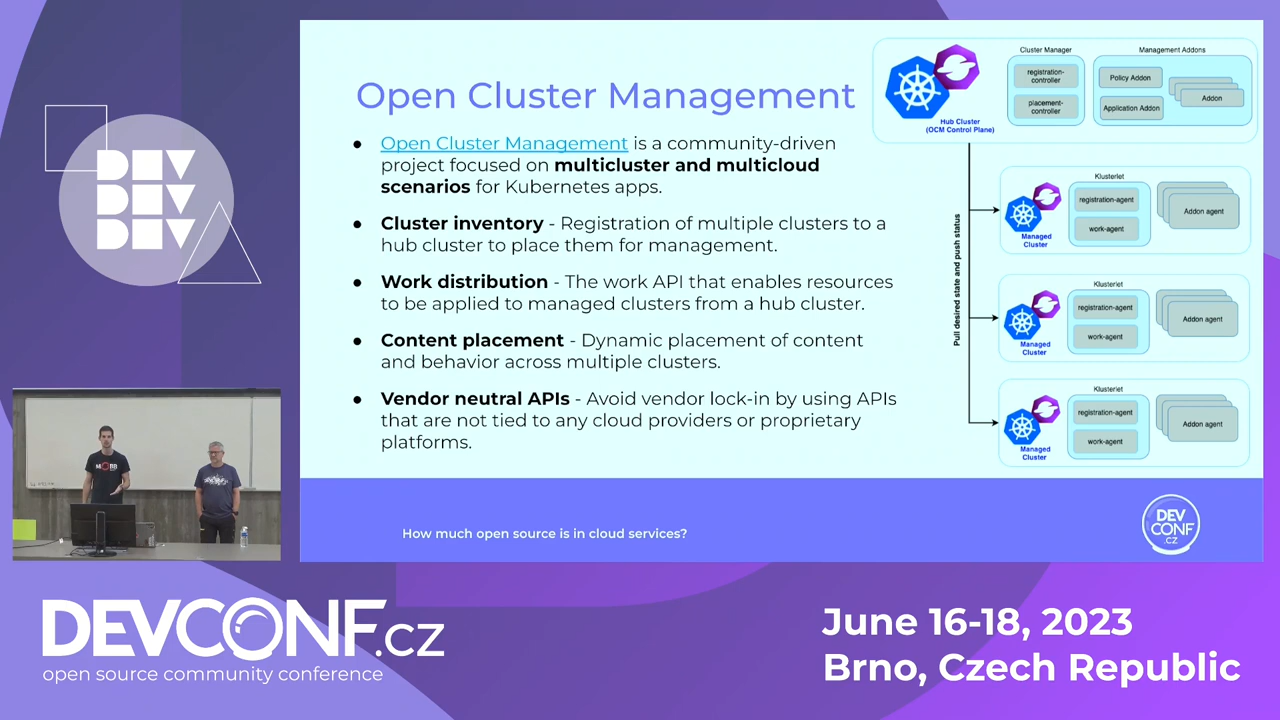 DEV
DEV
DEV
Open Cluster Management
● Open Cluster Management is a community-driven
project focused on multicluster and multicloud
scenarios for Kubernetes apps.
● Cluster inventory - Registration of multiple clusters to a
hub cluster to place them for management.
● Work distribution - The work API that enables resources
to be applied to managed clusters from a hub cluster.
● Content placement - Dynamic placement of content
and behavior across multiple clusters.
● Vendor neutral APIs - Avoid vendor lock-in by using APIs
that are not tied to any cloud providers or proprietary
platforms.
Hub Cluster
(OCM Control Plane)
Cluster Manager
registration-
controller
placement-
controller
Management Addons
Policy Addon
Application Addon
Addon
Pull desired state and push status
Managed
Cluster
Klusterlet
registration-agent
work-agent
Addon agent
Managed
Cluster
Klusterlet
registration-agent
work-agent
Addon agent
Managed
Cluster
Klusterlet
registration-agent
work-agent
Addon agent
How much open source is in cloud services?
DEV
CONF
.CZ
DEVCONF.CZ
open source community conference
June 16-18, 2023
Brno, Czech Republic